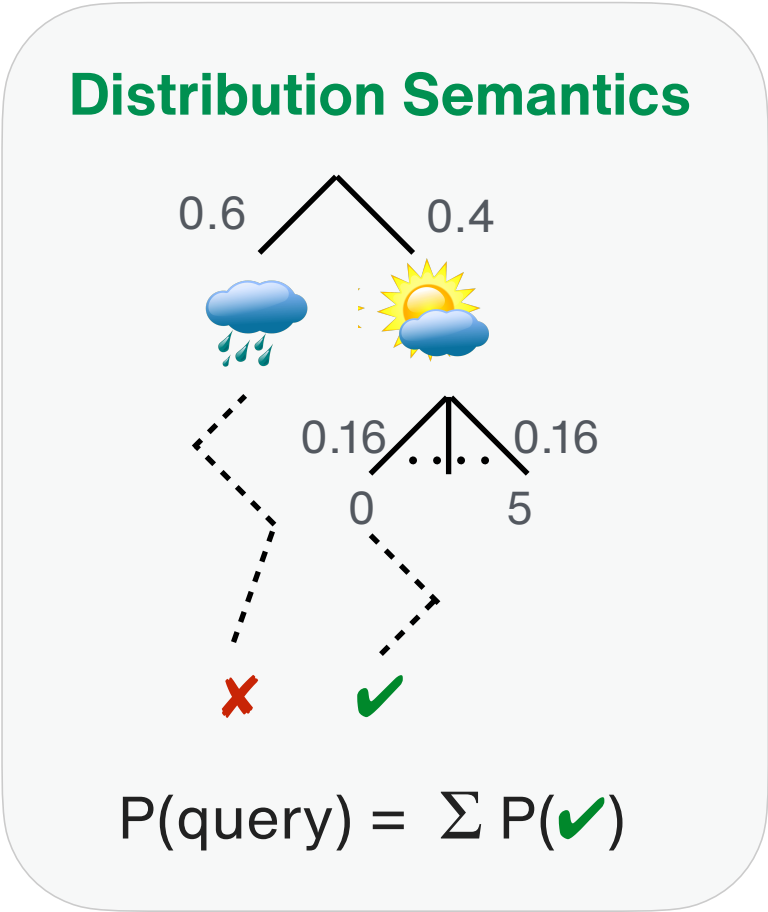 Distribution Semantics
0.6 0.4
0.16 0.16
0 5
P(query) = Σ P(✔)